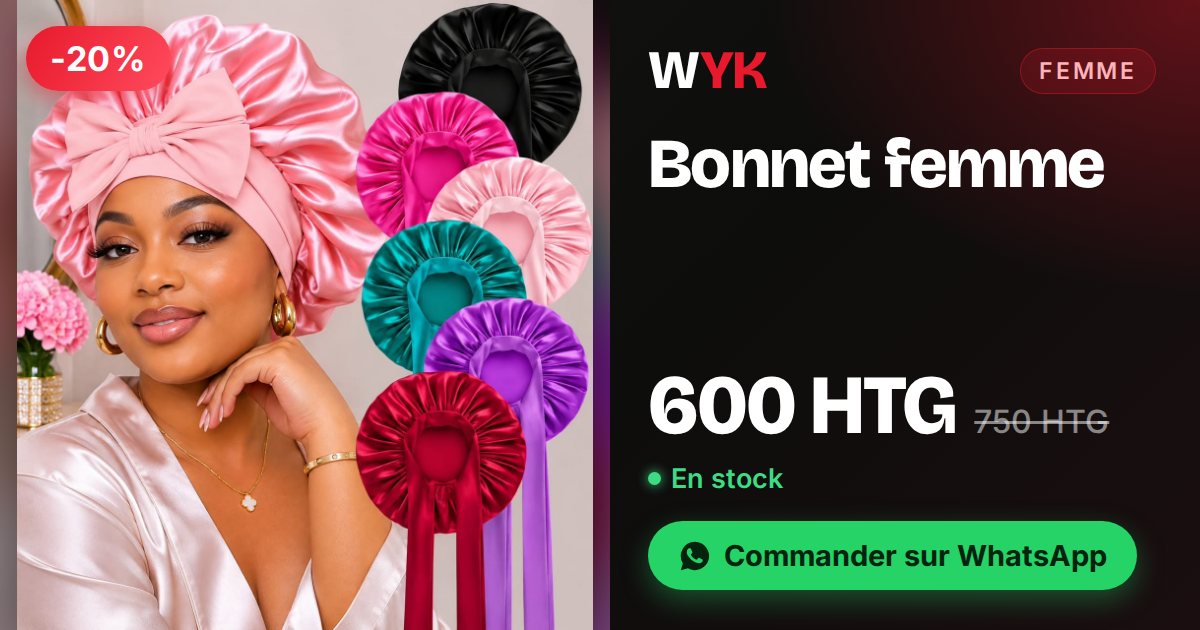 -20%
WYK
FEMME
Bonnet femme
600 HTG 750 HTG
En stock
Commander sur WhatsApp